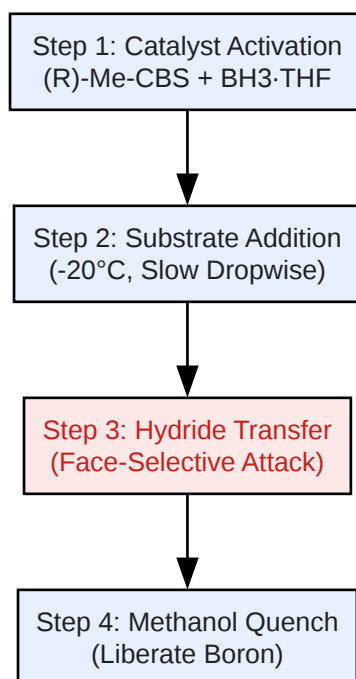 Step 1: Catalyst Activation
(R)-Me-CBS + BH3·THF
Step 2: Substrate Addition
(-20°C, Slow Dropwise)
Step 3: Hydride Transfer
(Face-Selective Attack)
Step 4: Methanol Quench
(Liberate Boron)